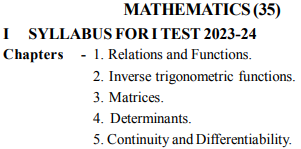 MATHEMATICS (35)
I SYLLABUS FOR I TEST 2023-24
Chapters - 1. Relations and Functions.
2. Inverse trigonometric functions.
3. Matrices.
4. Determinants.
5. Continuity and Differentiability.